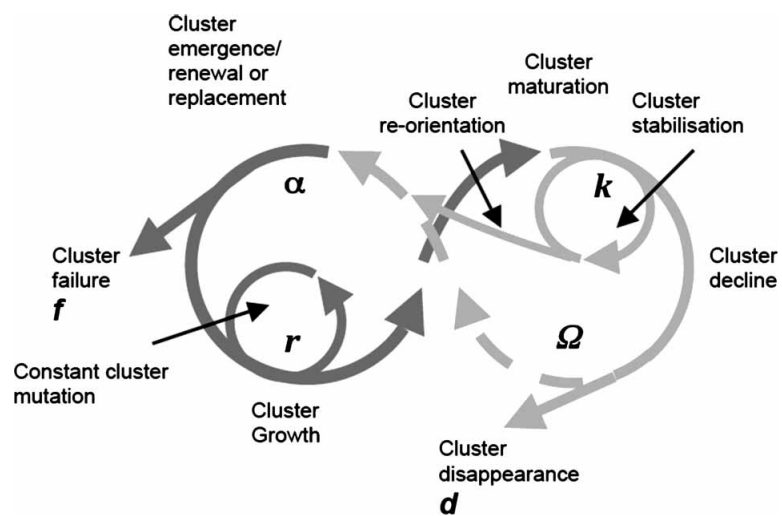 Cluster
emergence/
renewal or
replacement
Cluster
maturation
Cluster
re-orientation
Cluster
stabilisation
α
k
Cluster
failure
f
Cluster
decline
r
Ω
Constant cluster
mutation
Cluster
Growth
Cluster
disappearance
d